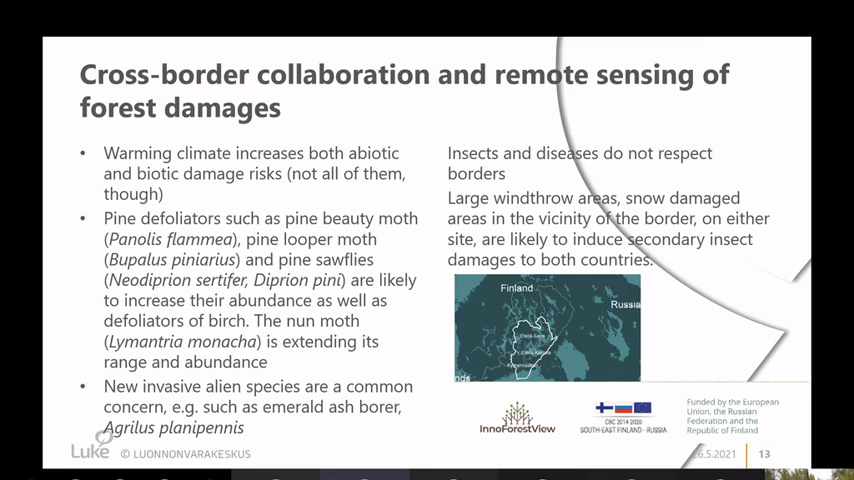 Cross-border collaboration and remote sensing of
forest damages
• Warming climate increases both abiotic
and biotic damage risks (not all of them,
though)
• Pine defoliators such as pine beauty moth
(Panolis flammea), pine looper moth
(Bupalus piniarius) and pine sawflies
(Neodiprion sertifer, Diprion pini) are likely
to increase their abundance as well as
defoliators of birch. The nun moth
(Lymantria monacha) is extending its
range and abundance
• New invasive alien species are a common
concern, e.g. such as emerald ash borer,
Agrilus planipennis
Insects and diseases do not respect
borders
Large windthrow areas, snow damaged
areas in the vicinity of the border, on either
site, are likely to induce secondary insect
damages to both countries.
Finland
Russia
Etelä-Savo
Etelä-Karjala
Kymenlaakso
nds
InnoForestView
CBC 2014-2020
SOUTH-EAST FINLAND - RUSSIA
Funded by the European
Union, the Russian
Federation and the
Republic of Finland
Luke
© LUONNONVARAKESKUS
26.5.2021
13